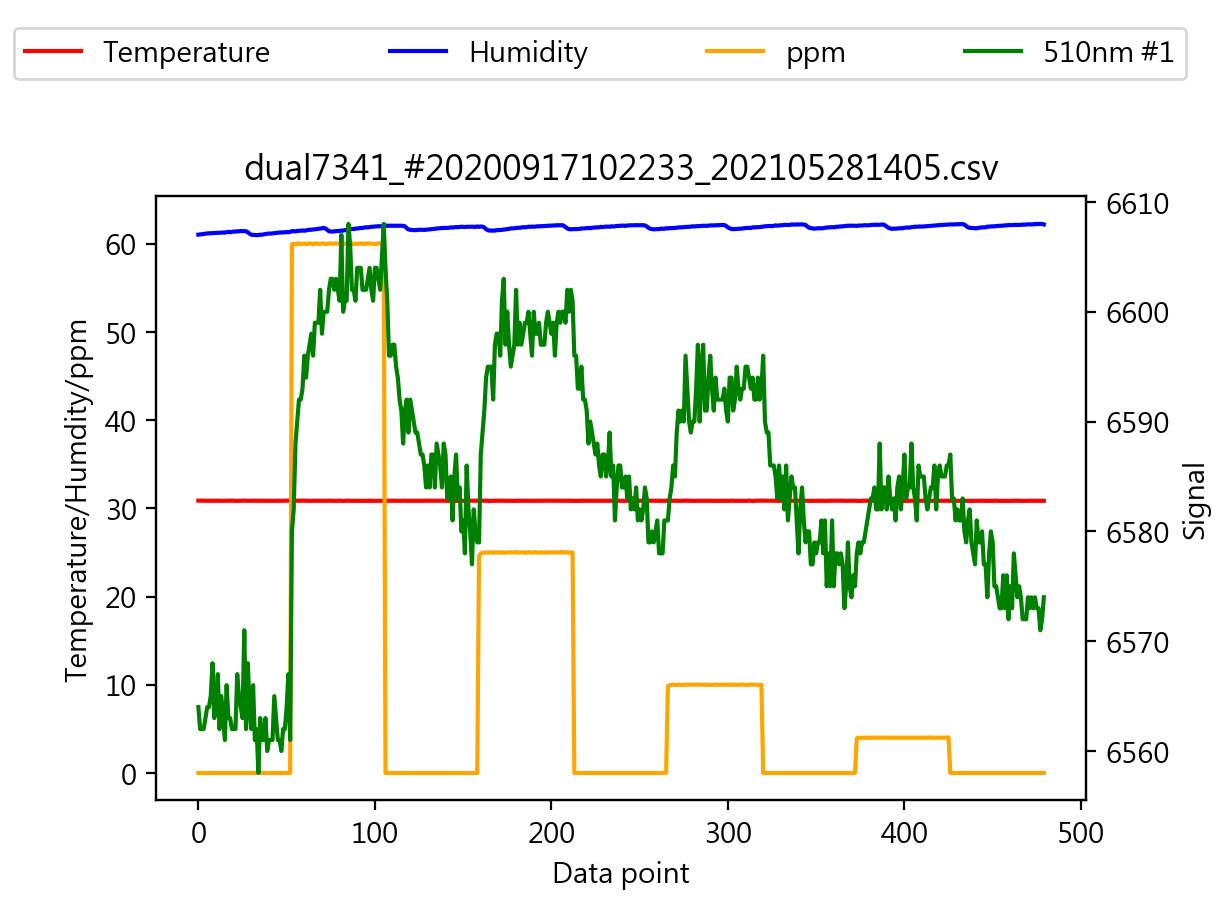 Temperature Humidity ppm 510nm #1
dual7341_#20200917102233_202105281405.csv
Temperature/Humdity/ppm
60
50
40
30
20
10
0
6610
6600
6590
6580
6570
6560
Signal
0 100 200 300 400 500
Data point